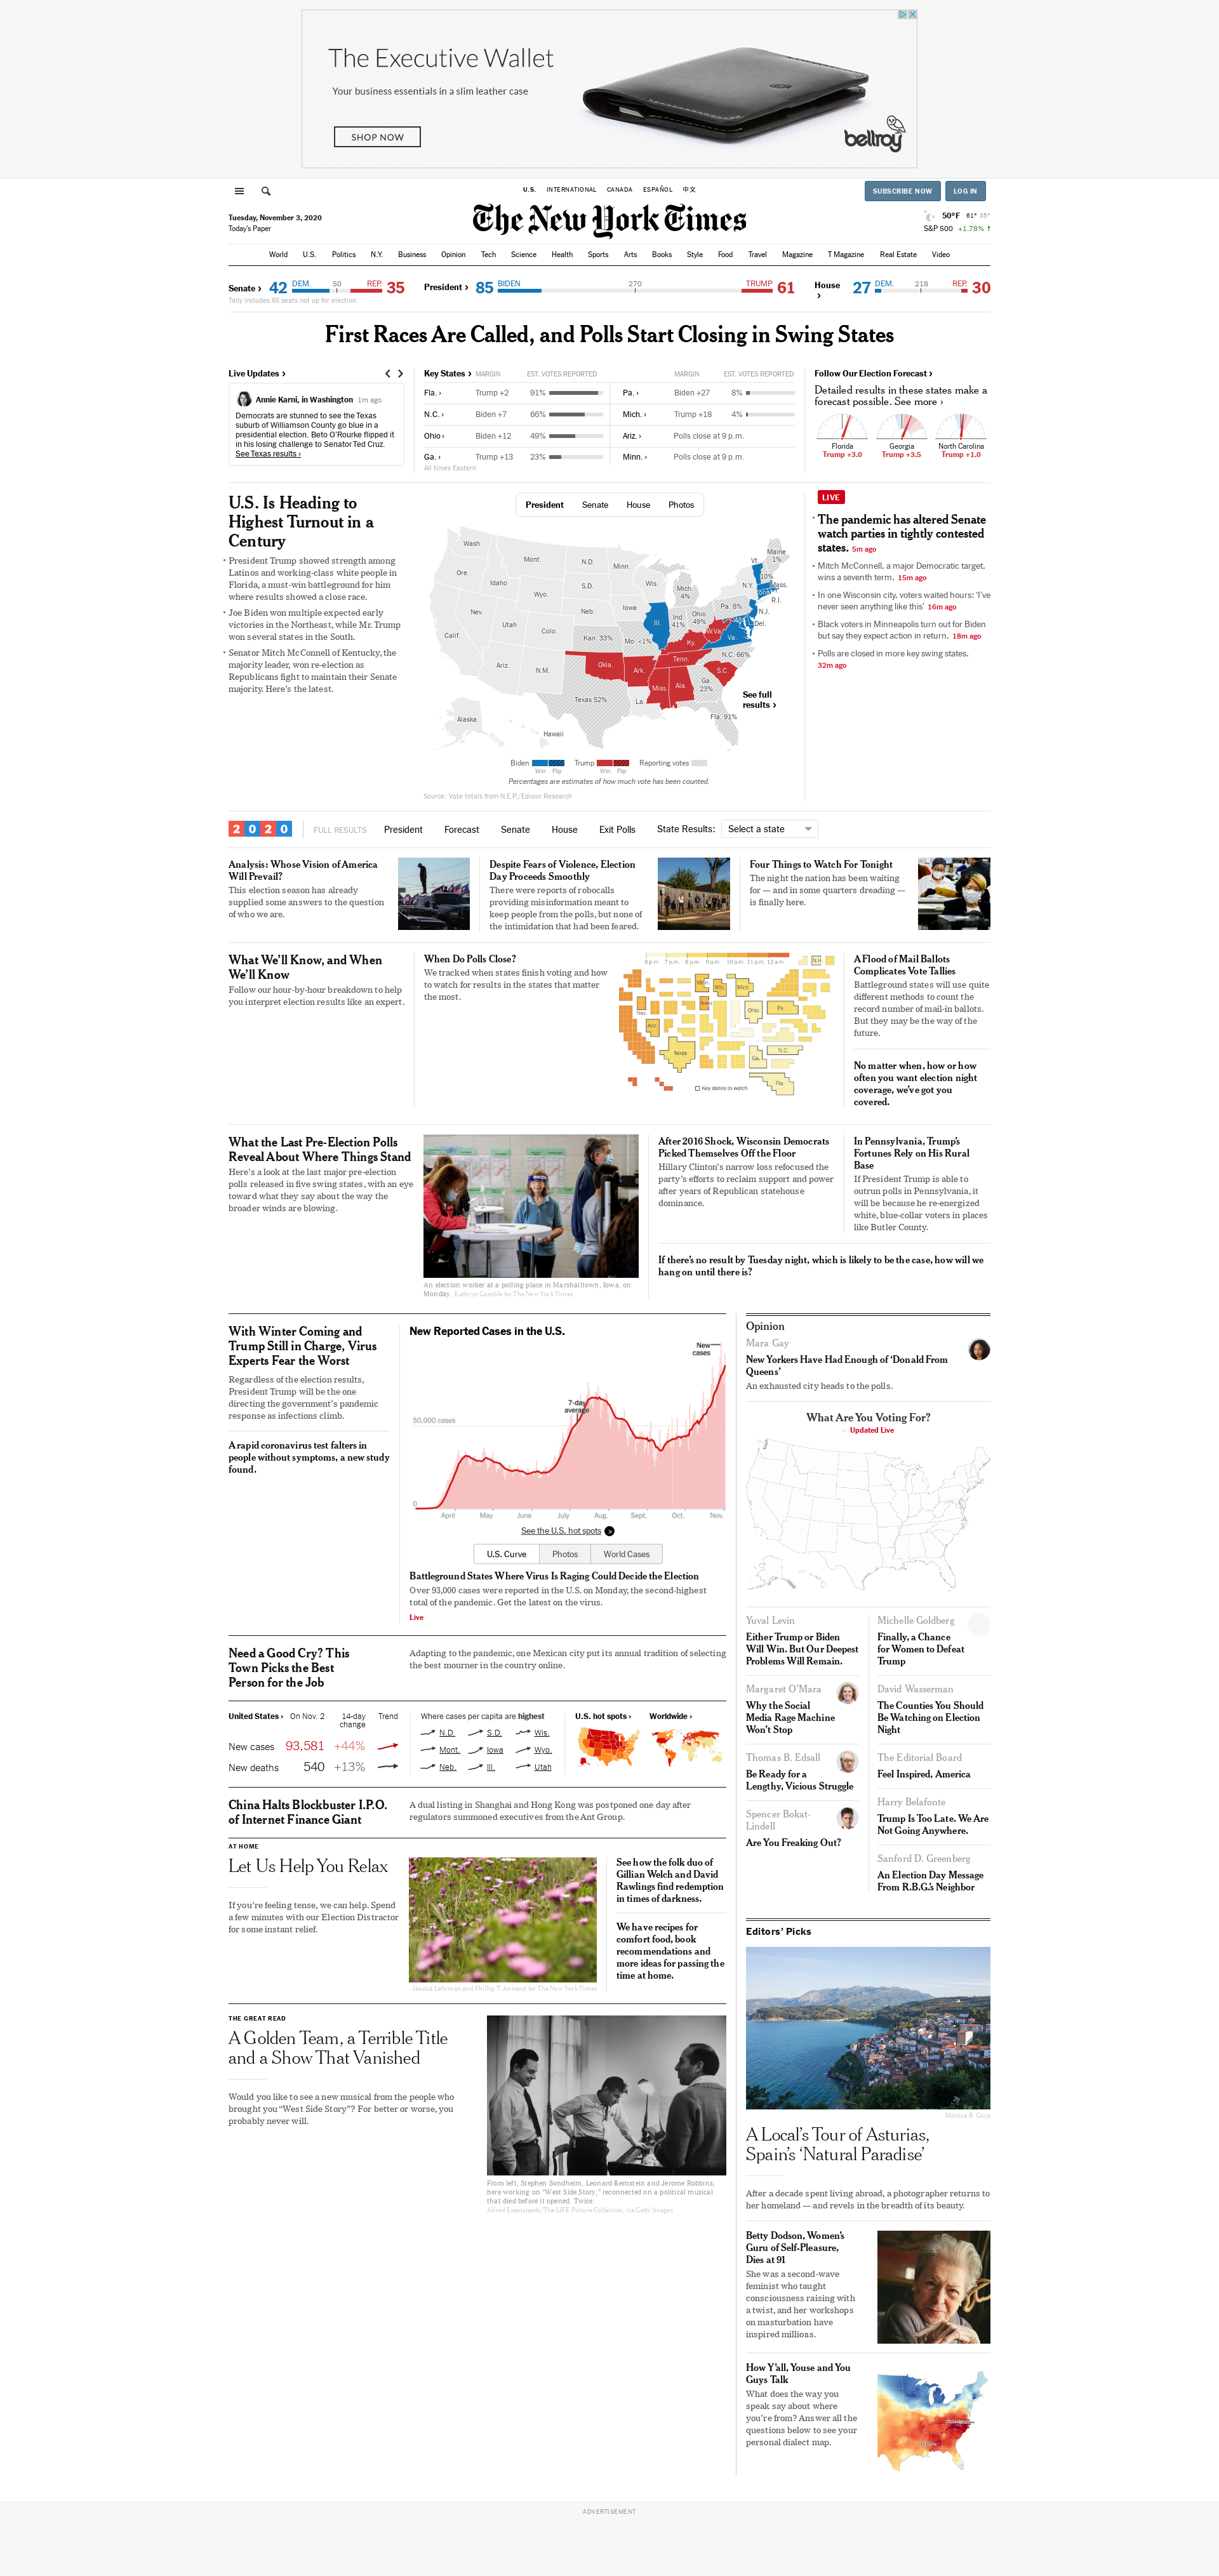 The Executive Wallet
Your business essentials in a slim leather case
SHOP NOW
bellroy
U.S. INTERNATIONAL CANADA ESPAÑOL 中文
SUBSCRIBE NOW LOG IN
Tuesday, November 3, 2020
Today's Paper
The New York Times
50°F 61° 35°
S&P 500 +1.78% ↑
World U.S. Politics N.Y. Business Opinion Tech Science Health Sports Arts Books Style Food Travel Magazine T Magazine Real Estate Video
Senate › 42 DEM. 50 REP. 35
Tally includes 65 seats not up for election.
President › 85 BIDEN 270 TRUMP 61
House › 27 DEM. 218 REP. 30
First Races Are Called, and Polls Start Closing in Swing States
Live Updates ›
Annie Karni, in Washington 1m ago
Democrats are stunned to see the Texas
suburb of Williamson County go blue in a
presidential election. Beto O'Rourke flipped it
in his losing challenge to Senator Ted Cruz.
See Texas results ›
Key States › MARGIN EST. VOTES REPORTED MARGIN EST. VOTES REPORTED
Fla. › Trump +2 91% Pa. › Biden +27 8%
N.C. › Biden +7 66% Mich. › Trump +18 4%
Ohio › Biden +12 49% Ariz. › Polls close at 9 p.m.
Ga. › Trump +13 23% Minn. › Polls close at 9 p.m.
All times Eastern
Follow Our Election Forecast ›
Detailed results in these states make a
forecast possible. See more ›
Florida Georgia North Carolina
Trump +3.0 Trump +3.5 Trump +1.0
U.S. Is Heading to
Highest Turnout in a
Century
• President Trump showed strength among
Latinos and working-class white people in
Florida, a must-win battleground for him
where results showed a close race.
• Joe Biden won multiple expected early
victories in the Northeast, while Mr. Trump
won several states in the South.
• Senator Mitch McConnell of Kentucky, the
majority leader, won re-election as
Republicans fight to maintain their Senate
majority. Here's the latest.
President Senate House Photos
Wash. Mont. N.D. Minn. Maine 1%
Ore. Idaho Wyo. S.D. Wis. Mich. 4% N.Y. Vt. 10% Mass.
R.I.
Nev. Utah Colo. Neb. Iowa Ill. Ind. 41% Ohio 49% Pa. 8% N.J.
Del.
Calif. Kan. 33% Mo. <1% Ky. W.Va. Va.
Ariz. N.M. Okla. Ark. Tenn. N.C. 66%
Texas 52% La. Miss. Ala. Ga. 23% S.C.
Fla. 91%
Alaska Hawaii
See full
results ›
Biden Win Flip Trump Win Flip Reporting votes
Percentages are estimates of how much vote has been counted.
Source: Vote totals from N.E.P./Edison Research
LIVE
• The pandemic has altered Senate
watch parties in tightly contested
states. 5m ago
• Mitch McConnell, a major Democratic target,
wins a seventh term. 15m ago
• In one Wisconsin city, voters waited hours: 'I've
never seen anything like this' 16m ago
• Black voters in Minneapolis turn out for Biden
but say they expect action in return. 18m ago
• Polls are closed in more key swing states.
32m ago
2020 FULL RESULTS President Forecast Senate House Exit Polls State Results: Select a state
Analysis: Whose Vision of America
Will Prevail?
This election season has already
supplied some answers to the question
of who we are.
Despite Fears of Violence, Election
Day Proceeds Smoothly
There were reports of robocalls
providing misinformation meant to
keep people from the polls, but none of
the intimidation that had been feared.
Four Things to Watch For Tonight
The night the nation has been waiting
for — and in some quarters dreading —
is finally here.
What We'll Know, and When
We'll Know
Follow our hour-by-hour breakdown to help
you interpret election results like an expert.
When Do Polls Close?
We tracked when states finish voting and how
to watch for results in the states that matter
the most.
6 p.m. 7 p.m. 8 p.m. 9 p.m. 10 p.m. 11 p.m. 12 a.m.
N.H.
Minn. Wis. Mich.
Nev. Iowa Ohio Pa.
Ariz. N.C.
Texas Ga.
Fla.
Key states to watch
A Flood of Mail Ballots
Complicates Vote Tallies
Battleground states will use quite
different methods to count the
record number of mail-in ballots.
But they may be the way of the
future.
No matter when, how or how
often you want election night
coverage, we've got you
covered.
What the Last Pre-Election Polls
Reveal About Where Things Stand
Here's a look at the last major pre-election
polls released in five swing states, with an eye
toward what they say about the way the
broader winds are blowing.
An election worker at a polling place in Marshalltown, Iowa, on
Monday. Kathryn Gamble for The New York Times
After 2016 Shock, Wisconsin Democrats
Picked Themselves Off the Floor
Hillary Clinton's narrow loss refocused the
party's efforts to reclaim support and power
after years of Republican statehouse
dominance.
In Pennsylvania, Trump's
Fortunes Rely on His Rural
Base
If President Trump is able to
outrun polls in Pennsylvania, it
will be because he re-energized
white, blue-collar voters in places
like Butler County.
If there's no result by Tuesday night, which is likely to be the case, how will we
hang on until there is?
With Winter Coming and
Trump Still in Charge, Virus
Experts Fear the Worst
Regardless of the election results,
President Trump will be the one
directing the government's pandemic
response as infections climb.
A rapid coronavirus test falters in
people without symptoms, a new study
found.
New Reported Cases in the U.S.
New
cases
7-day
average
50,000 cases
0
April May June July Aug. Sept. Oct. Nov.
See the U.S. hot spots ›
U.S. Curve Photos World Cases
Battleground States Where Virus Is Raging Could Decide the Election
Over 93,000 cases were reported in the U.S. on Monday, the second-highest
total of the pandemic. Get the latest on the virus.
Live
Need a Good Cry? This
Town Picks the Best
Person for the Job
Adapting to the pandemic, one Mexican city put its annual tradition of selecting
the best mourner in the country online.
United States › On Nov. 2 14-day
change Trend
New cases 93,581 +44%
New deaths 540 +13%
Where cases per capita are highest
N.D. S.D. Wis.
Mont. Iowa Wyo.
Neb. Ill. Utah
U.S. hot spots › Worldwide ›
China Halts Blockbuster I.P.O.
of Internet Finance Giant
A dual listing in Shanghai and Hong Kong was postponed one day after
regulators summoned executives from the Ant Group.
AT HOME
Let Us Help You Relax
If you're feeling tense, we can help. Spend
a few minutes with our Election Distractor
for some instant relief.
Jessica Lehrman and Philip T. Annand for The New York Times
See how the folk duo of
Gillian Welch and David
Rawlings find redemption
in times of darkness.
We have recipes for
comfort food, book
recommendations and
more ideas for passing the
time at home.
THE GREAT READ
A Golden Team, a Terrible Title
and a Show That Vanished
Would you like to see a new musical from the people who
brought you "West Side Story"? For better or worse, you
probably never will.
From left, Stephen Sondheim, Leonard Bernstein and Jerome Robbins,
here working on "West Side Story," reconnected on a political musical
that died before it opened. Twice.
Alfred Eisenstaedt/The LIFE Picture Collection, via Getty Images
Opinion
Mara Gay
New Yorkers Have Had Enough of 'Donald From
Queens'
An exhausted city heads to the polls.
What Are You Voting For?
Updated Live
Yuval Levin
Either Trump or Biden
Will Win. But Our Deepest
Problems Will Remain.
Margaret O'Mara
Why the Social
Media Rage Machine
Won't Stop
Thomas B. Edsall
Be Ready for a
Lengthy, Vicious Struggle
Spencer Bokat-
Lindell
Are You Freaking Out?
Michelle Goldberg
Finally, a Chance
for Women to Defeat
Trump
David Wasserman
The Counties You Should
Be Watching on Election
Night
The Editorial Board
Feel Inspired, America
Harry Belafonte
Trump Is Too Late. We Are
Not Going Anywhere.
Sanford D. Greenberg
An Election Day Message
From R.B.G.'s Neighbor
Editors' Picks
Mónica R. Goya
A Local's Tour of Asturias,
Spain's 'Natural Paradise'
After a decade spent living abroad, a photographer returns to
her homeland — and revels in the breadth of its beauty.
Betty Dodson, Women's
Guru of Self-Pleasure,
Dies at 91
She was a second-wave
feminist who taught
consciousness raising with
a twist, and her workshops
on masturbation have
inspired millions.
How Y'all, Youse and You
Guys Talk
What does the way you
speak say about where
you're from? Answer all the
questions below to see your
personal dialect map.
ADVERTISEMENT